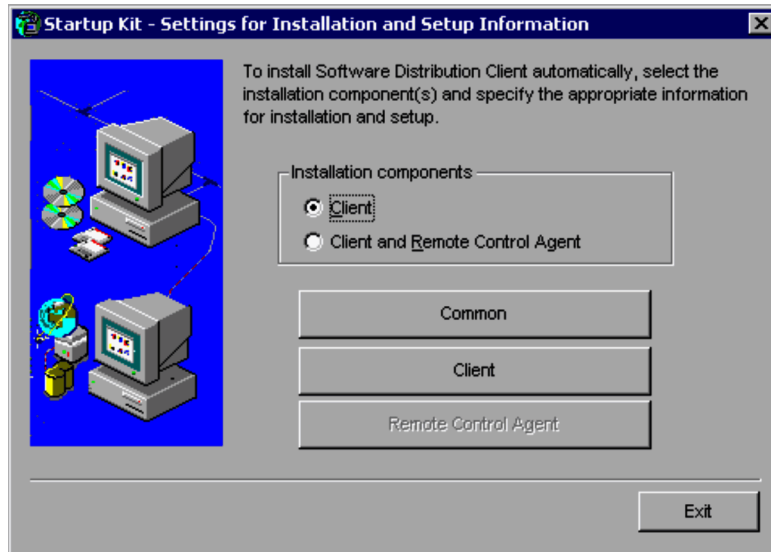 Startup Kit - Settings for Installation and Setup Information
To install Software Distribution Client automatically, select the
installation component(s) and specify the appropriate information
for installation and setup.
Installation components
Client
Client and Remote Control Agent
Common
Client
Remote Control Agent
Exit